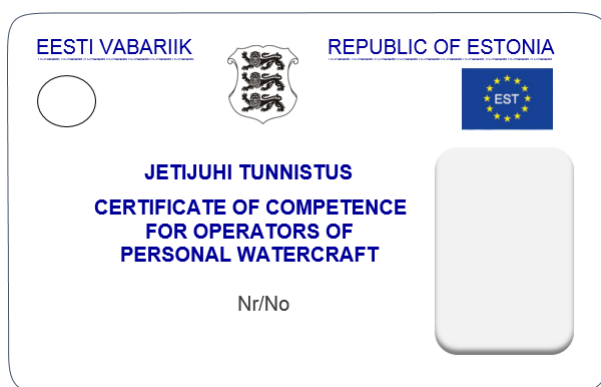 EESTI VABARIIK
REPUBLIC OF ESTONIA
EST
JETIJUHI TUNNISTUS
CERTIFICATE OF COMPETENCE
FOR OPERATORS OF
PERSONAL WATERCRAFT
Nr/No